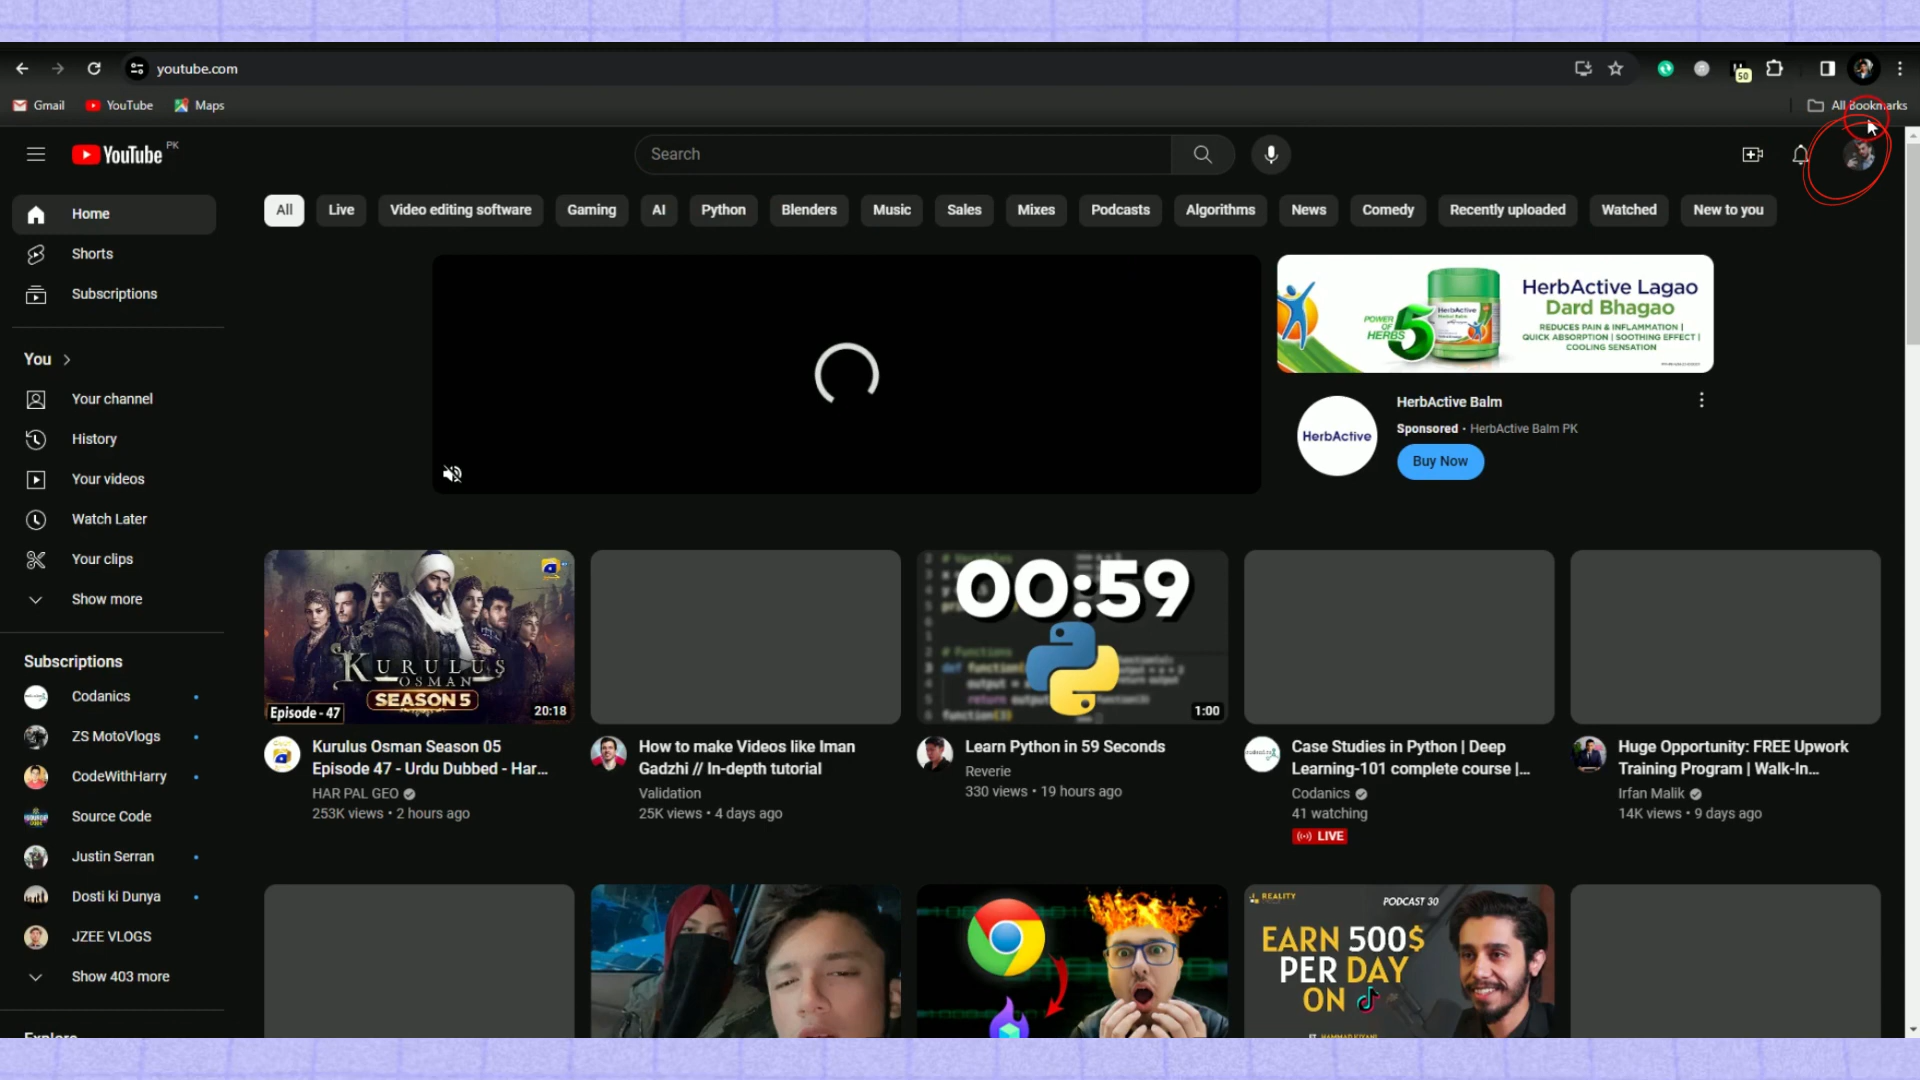 youtube.com
50
Gmail
YouTube
Maps
All Bookmarks
YouTube PK
Search
Home
Shorts
Subscriptions
You
Your channel
History
Your videos
Watch Later
Your clips
Show more
Subscriptions
Codanics
ZS MotoVlogs
CodeWithHarry
Source Code
Justin Serran
Dosti ki Dunya
JZEE VLOGS
Show 403 more
Explore
All
Live
Video editing software
Gaming
AI
Python
Blenders
Music
Sales
Mixes
Podcasts
Algorithms
News
Comedy
Recently uploaded
Watched
New to you
POWER
OF 5
HERBS
HerbActive
HerbActive Lagao
Dard Bhagao
REDUCES PAIN & INFLAMMATION |
QUICK ABSORPTION | SOOTHING EFFECT |
COOLING SENSATION
HerbActive
HerbActive Balm
Sponsored · HerbActive Balm PK
Buy Now
KURULUŞ
OSMAN
SEASON 5
Episode - 47
20:18
Kurulus Osman Season 05
Episode 47 - Urdu Dubbed - Har...
HAR PAL GEO
253K views • 2 hours ago
How to make Videos like Iman
Gadzhi // In-depth tutorial
Validation
25K views • 4 days ago
00:59
1:00
Learn Python in 59 Seconds
Reverie
330 views • 19 hours ago
Case Studies in Python | Deep
Learning-101 complete course |...
Codanics
41 watching
LIVE
Huge Opportunity: FREE Upwork
Training Program | Walk-In...
Irfan Malik
14K views • 9 days ago
REALITY
PODCAST 30
EARN 500$
PER DAY
ON